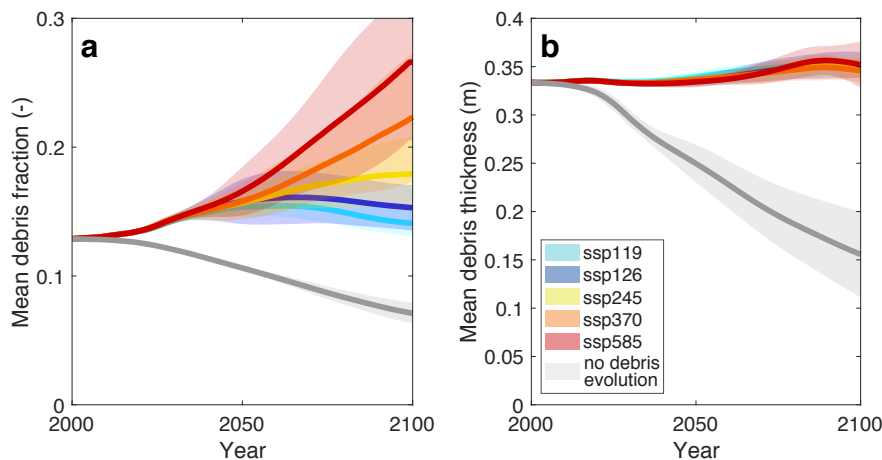 a
Mean debris fraction (-)
0.3
0.2
0.1
0
2000
2050
2100
Year
b
Mean debris thickness (m)
0.4
0.35
0.3
0.25
0.2
0.15
0.1
0.05
0
ssp119
ssp126
ssp245
ssp370
ssp585
no debris
evolution
2000
2050
2100
Year